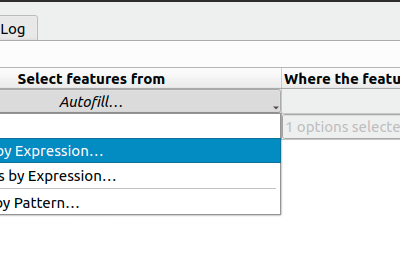 Log
Select features from
Where the featu
Autofill...
by Expression...
1 options selecte
s by Expression...
by Pattern...